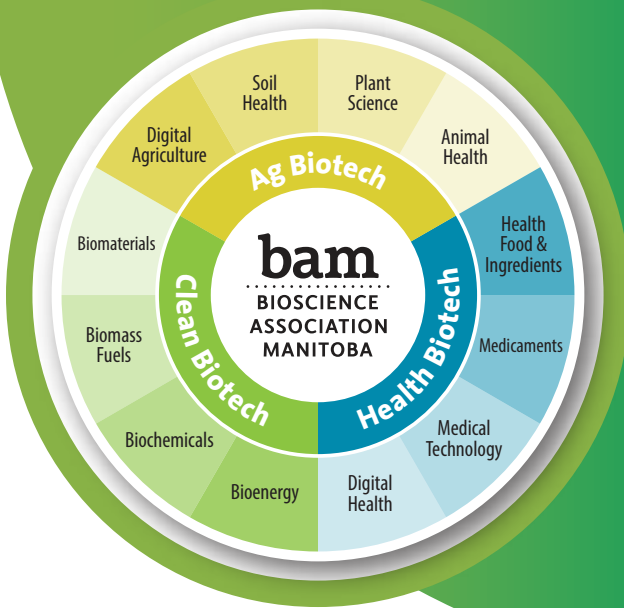 Soil
Health
Plant
Science
Digital
Agriculture
Animal
Health
Ag Biotech
Biomaterials
Health
Food &
Ingredients
bam
BIOSCIENCE
ASSOCIATION
MANITOBA
Clean Biotech
Health Biotech
Biomass
Fuels
Medicaments
Biochemicals
Medical
Technology
Bioenergy
Digital
Health